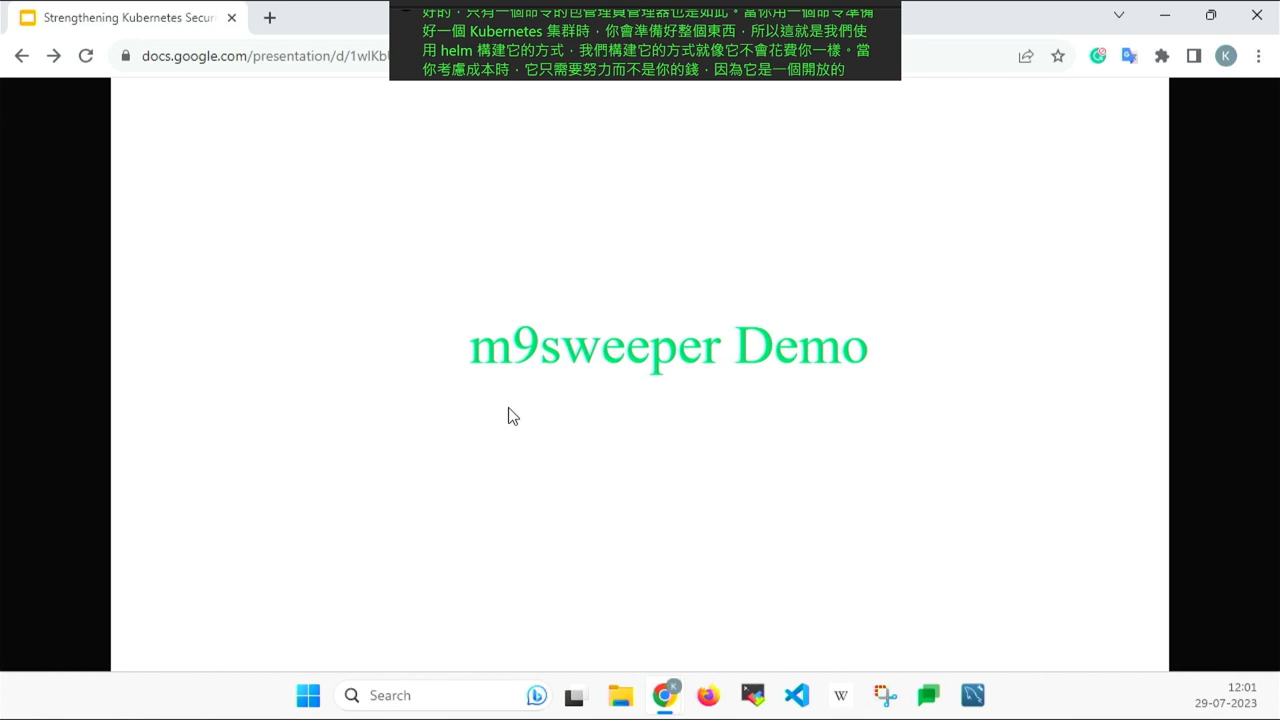 Strengthening Kubernetes Secur
好的，只有一個命令的包管理員管理器也是如此。當你用一個命令準備
好一個 Kubernetes 集群時，你會準備好整個東西，所以這就是我們使
用 helm 構建它的方式，我們構建它的方式就像它不會花費你一樣。當
你考慮成本時，它只需要努力而不是你的錢，因為它是一個開放的
docs.google.com/presentation/d/1wlKb
K
m9sweeper Demo
Search
K
W
12:01
29-07-2023